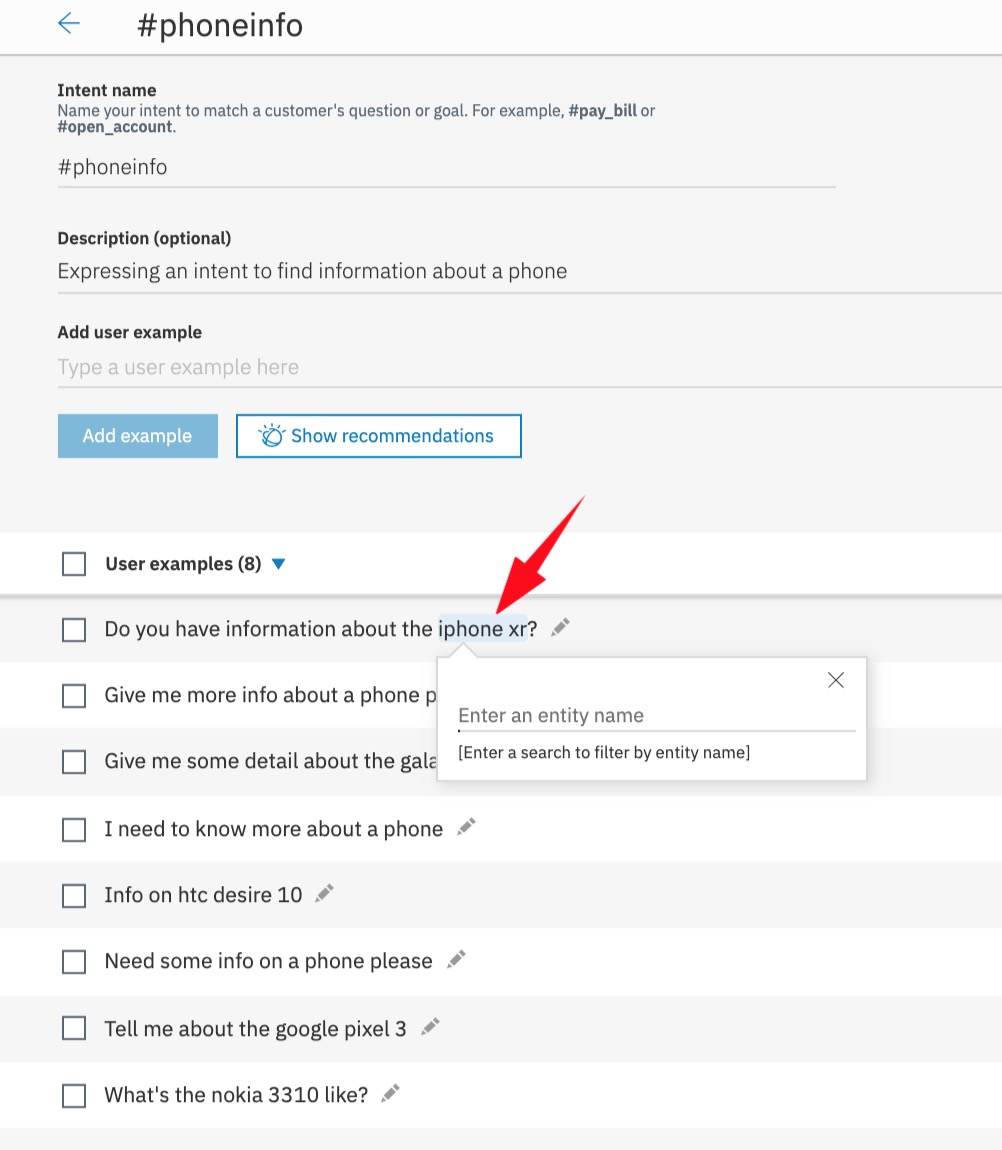 #phoneinfo
Intent name
Name your intent to match a customer's question or goal. For example, #pay_bill or
#open_account.
#phoneinfo
Description (optional)
Expressing an intent to find information about a phone
Add user example
Type a user example here
Add example
Show recommendations
User examples (8)
Do you have information about the iphone xr?
Give me more info about a phone p
Enter an entity name
[Enter a search to filter by entity name]
Give me some detail about the gala
I need to know more about a phone
Info on htc desire 10
Need some info on a phone please
Tell me about the google pixel 3
What's the nokia 3310 like?